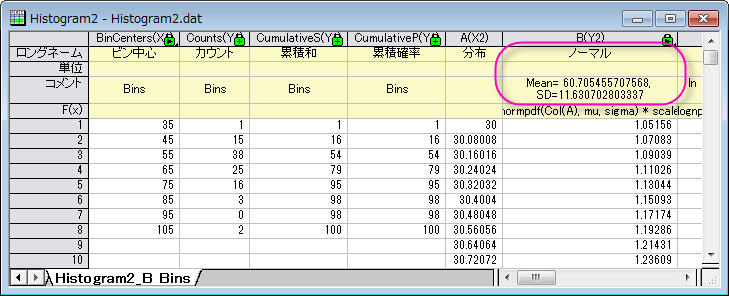 Histogram2 - Histogram2.dat
BinCenters(X Counts(Y CumulativeS(Y CumulativeP(Y A(X2) B(Y2)
ロングネーム ビン中心 カウント 累積和 累積確率 分布 ノーマル
単位
コメント Bins Bins Bins Bins Mean= 60.705455707568, ln
SD=11.630702803337
F(x) normpdf(Col(A), mu, sigma) * scale lognp
1 35 1 1 1 30 1.05156
2 45 15 16 16 30.08008 1.07083
3 55 38 54 54 30.16016 1.09039
4 65 25 79 79 30.24024 1.11026
5 75 16 95 95 30.32032 1.13044
6 85 3 98 98 30.4004 1.15093
7 95 0 98 98 30.48048 1.17174
8 105 2 100 100 30.56056 1.19286
9 30.64064 1.21431
10 30.72072 1.23609
Histogram2_B Bins